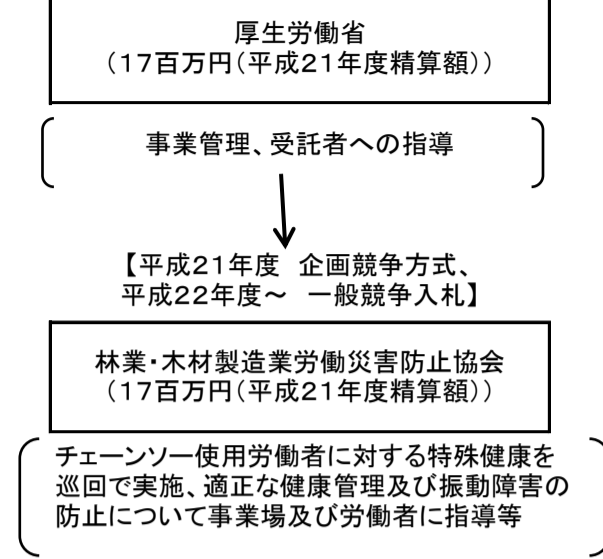 厚生労働省
（１７百万円（平成２１年度精算額））
事業管理、受託者への指導
【平成２１年度　企画競争方式、
平成２２年度～　一般競争入札】
林業・木材製造業労働災害防止協会
（１７百万円（平成２１年度精算額））
チェーンソー使用労働者に対する特殊健康を
巡回で実施、適正な健康管理及び振動障害の
防止について事業場及び労働者に指導等